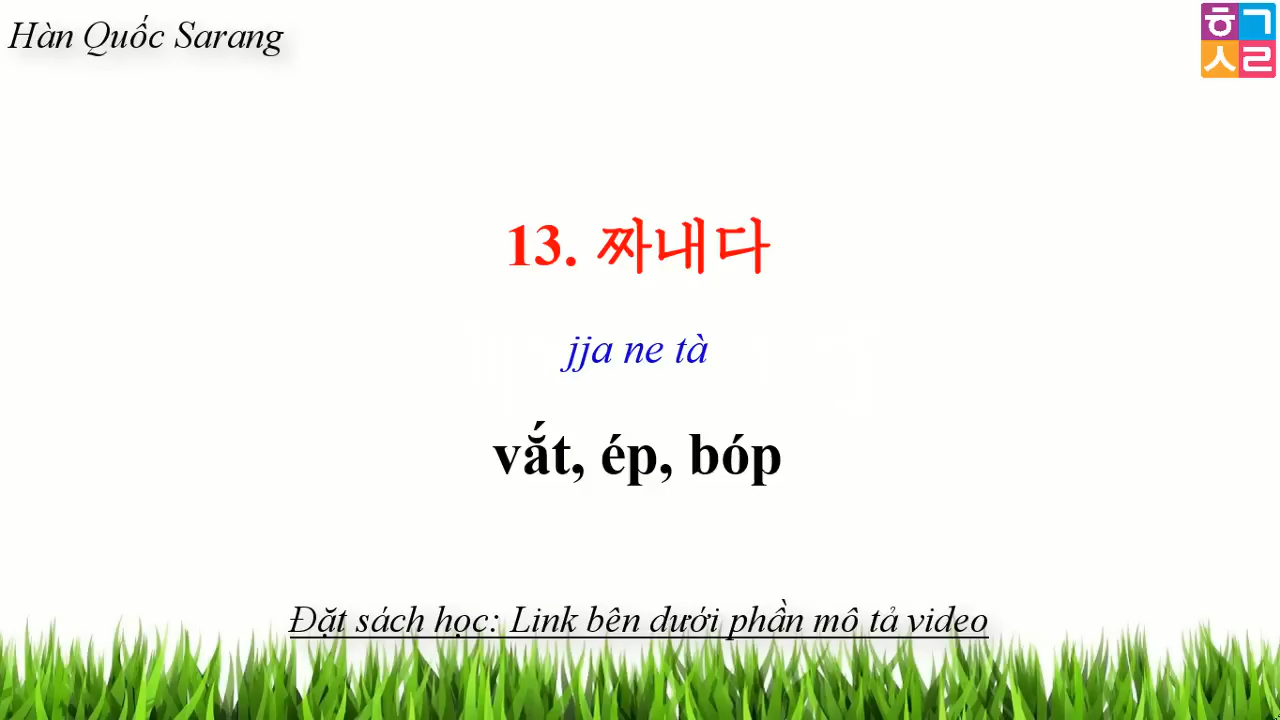 Hàn Quốc Sarang
ㅎㄱ
ㅅㄹ
13. 짜내다
jja ne tà
vắt, ép, bóp
Đặt sách học: Link bên dưới phần mô tả video